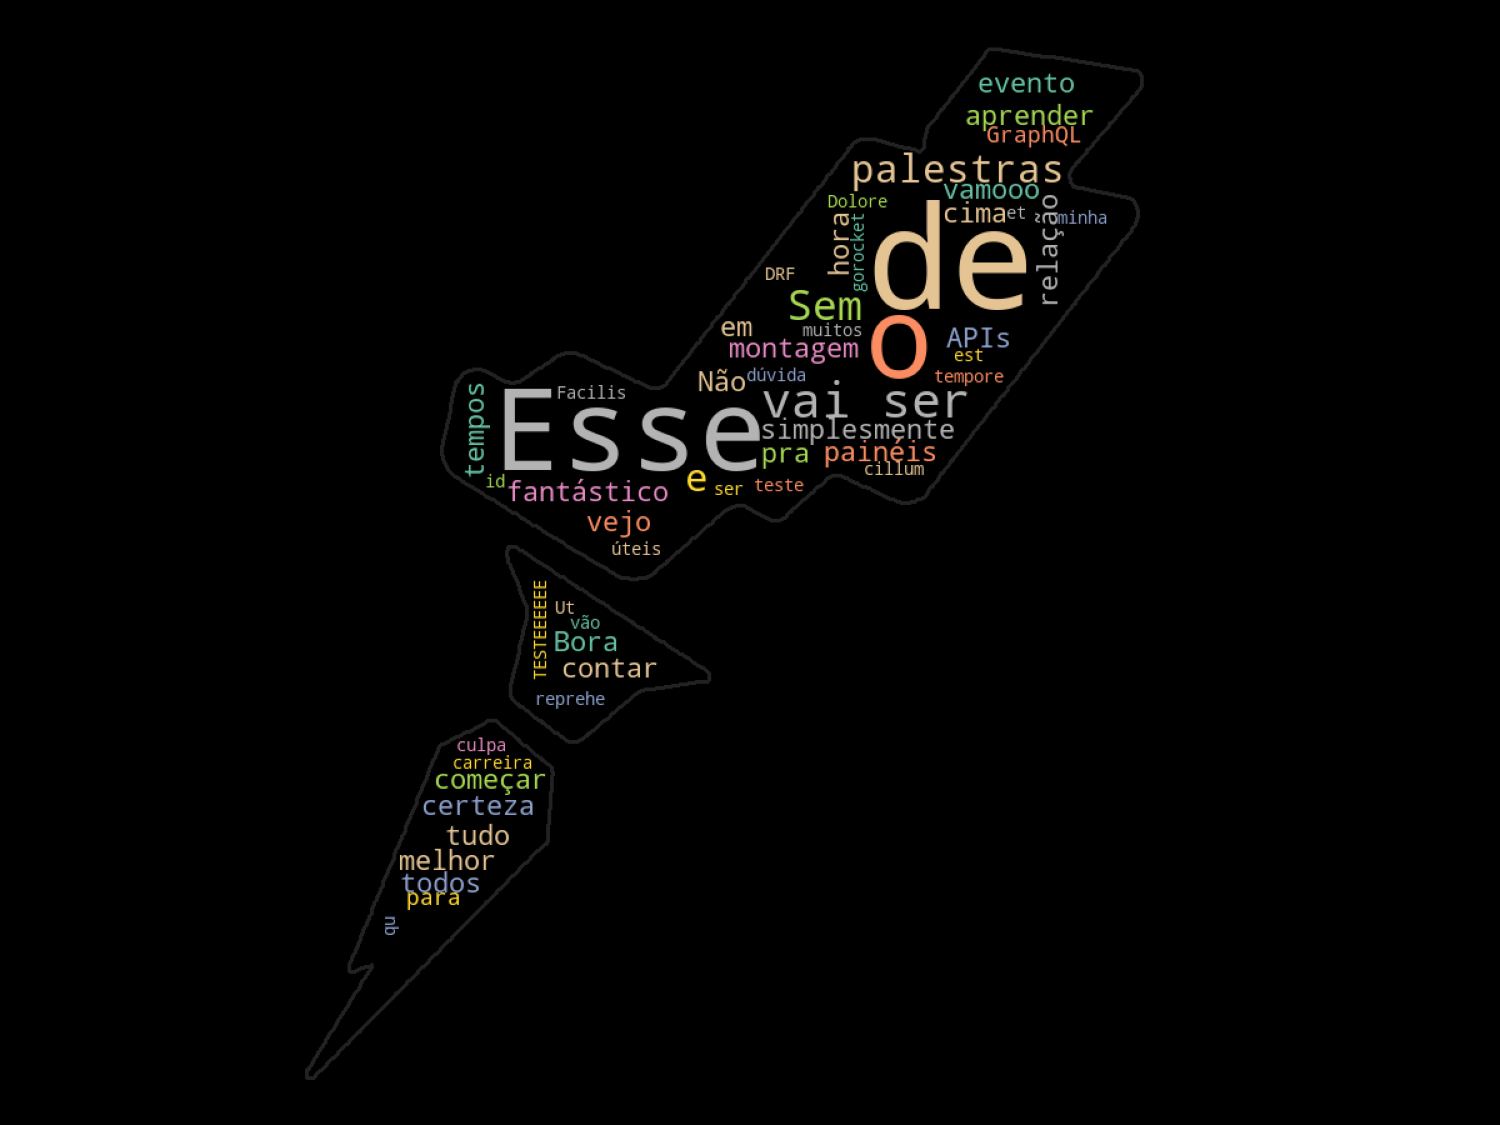 evento
aprender
GraphQL
palestras
vamooo
Dolore
cima
et
minha
relação
hora
gorocket
de
DRF
Sem
em
muitos
o
APIs
montagem
est
Não
dúvida
tempore
tempos
Facilis
Esse
vai ser
simplesmente
pra
painéis
cillum
id
fantástico
e
ser
teste
vejo
úteis
TESTEEEEEE
Ut
vão
Bora
contar
reprehe
culpa
carreira
começar
certeza
tudo
melhor
todos
para